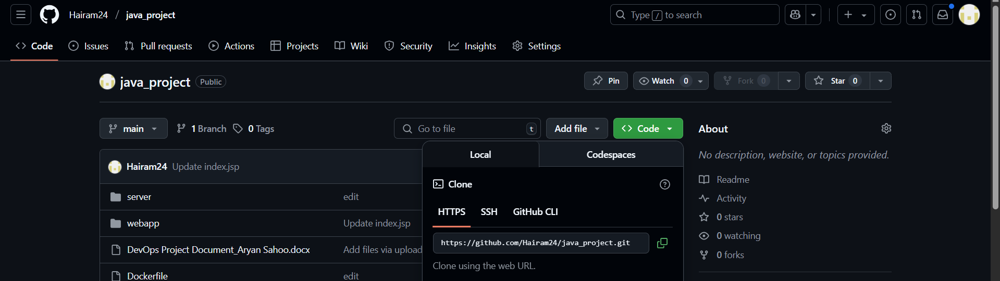 Hairam24 / java_project
Type / to search
Code
Issues
Pull requests
Actions
Projects
Wiki
Security
Insights
Settings
java_project Public
Pin
Watch 0
Fork 0
Star 0
main
1 Branch
0 Tags
Go to file t
Add file
Code
About
No description, website, or topics provided.
Readme
Activity
0 stars
0 watching
0 forks
Local
Codespaces
Clone
HTTPS
SSH
GitHub CLI
https://github.com/Hairam24/java_project.git
Clone using the web URL.
Hairam24 Update index.jsp
server edit
webapp Update index.jsp
DevOps Project Document_Aryan Sahoo.docx Add files via upload
Dockerfile edit